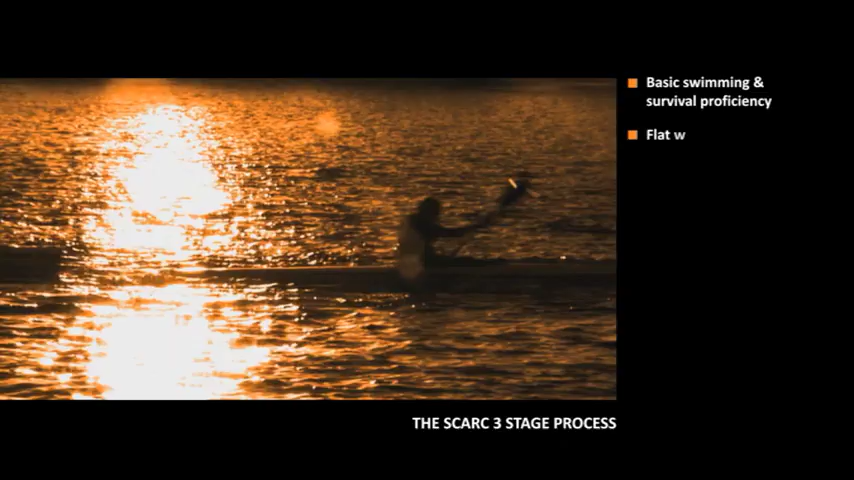 Basic swimming &
survival proficiency
Flat w
THE SCARC 3 STAGE PROCESS